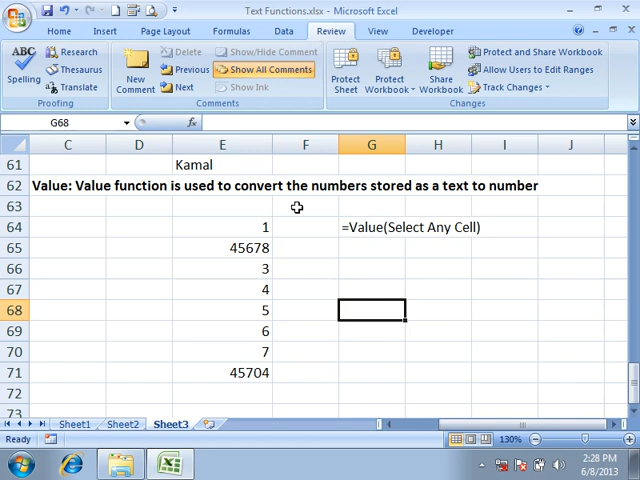 Text Functions.xlsx - Microsoft Excel
Home Insert Page Layout Formulas Data Review View Developer
ABC Research Delete Show/Hide Comment Protect and Share Workbook
Spelling Thesaurus New Comment Previous Show All Comments Protect Sheet Protect Workbook Share Workbook Allow Users to Edit Ranges
Translate Next Show Ink Track Changes
Proofing Comments Changes
G68 fx
C D E F G H I J
61 Kamal
62 Value: Value function is used to convert the numbers stored as a text to number
63
64 1 =Value(Select Any Cell)
65 45678
66 3
67 4
68 5
69 6
70 7
71 45704
72
73
Sheet1 Sheet2 Sheet3
Ready 130%
2:28 PM
6/8/2013